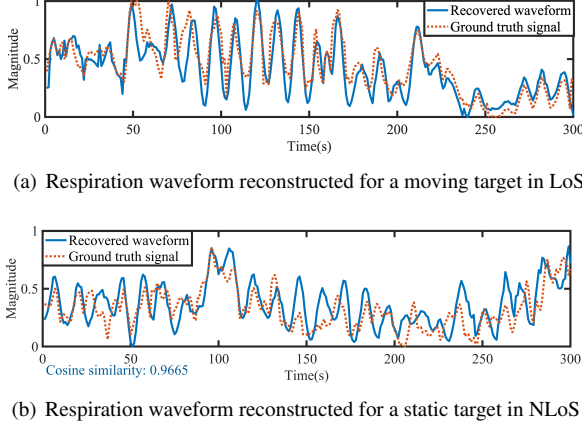 1
Recovered waveform
Ground truth signal
Magnitude
0.5
0
0 50 100 150 200 250 300
Time(s)
(a) Respiration waveform reconstructed for a moving target in LoS
1
Recovered waveform
Ground truth signal
Magnitude
0.5
0
0 50 100 150 200 250 300
Cosine similarity: 0.9665
Time(s)
(b) Respiration waveform reconstructed for a static target in NLoS